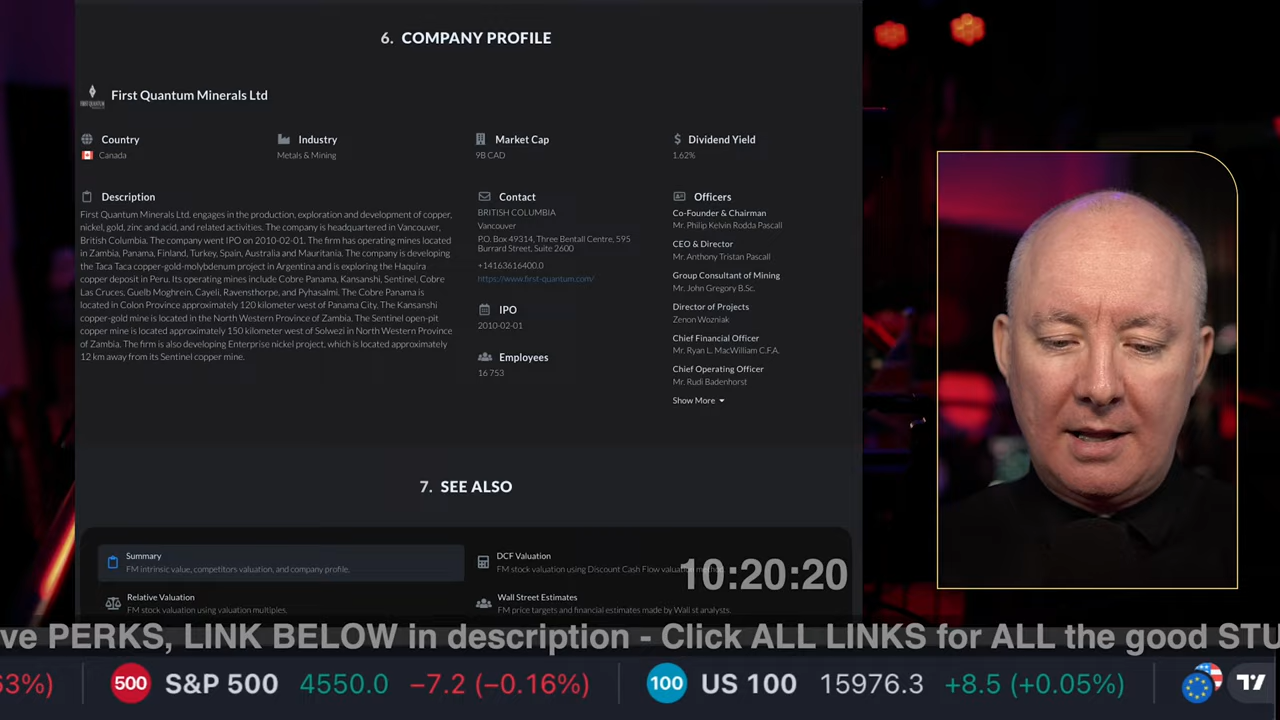 6. COMPANY PROFILE
First Quantum Minerals Ltd
Country
Canada
Industry
Metals & Mining
Market Cap
9B CAD
Dividend Yield
1.62%
Description
First Quantum Minerals Ltd. engages in the production, exploration and development of copper,
nickel, gold, zinc and acid, and related activities. The company is headquartered in Vancouver,
British Columbia. The company went IPO on 2010-02-01. The firm has operating mines located
in Zambia, Panama, Finland, Turkey, Spain, Australia and Mauritania. The company is developing
the Taca Taca copper-gold-molybdenum project in Argentina and is exploring the Haquira
copper deposit in Peru. Its operating mines include Cobre Panama, Kansanshi, Sentinel, Cobre
Las Cruces, Guelb Moghrein, Cayeli, Ravensthorpe, and Pyhasalmi. The Cobre Panama is
located in Colon Province approximately 120 kilometer west of Panama City. The Kansanshi
copper-gold mine is located in the North Western Province of Zambia. The Sentinel open-pit
copper mine is located approximately 150 kilometer west of Solwezi in North Western Province
of Zambia. The firm is also developing Enterprise nickel project, which is located approximately
12 km away from its Sentinel copper mine.
Contact
BRITISH COLUMBIA
Vancouver
P.O. Box 49314, Three Bentall Centre, 595
Burrard Street, Suite 2600
+14163616400.0
https://www.first-quantum.com/
IPO
2010-02-01
Employees
16 753
Officers
Co-Founder & Chairman
Mr. Philip Kelvin Rodda Pascall
CEO & Director
Mr. Anthony Tristan Pascall
Group Consultant of Mining
Mr. John Gregory B.Sc.
Director of Projects
Zenon Wozniak
Chief Financial Officer
Mr. Ryan L. MacWilliam C.F.A.
Chief Operating Officer
Mr. Rudi Badenhorst
Show More
7. SEE ALSO
Summary
FM intrinsic value, competitors valuation, and company profile.
DCF Valuation
FM stock valuation using Discount Cash Flow valuation
10:20:20
Relative Valuation
FM stock valuation using valuation multiples.
Wall Street Estimates
FM price targets and financial estimates made by Wall st analysts.
ve PERKS, LINK BELOW in description - Click ALL LINKS for ALL the good STU
63%) 500 S&P 500 4550.0 −7.2 (−0.16%) 100 US 100 15976.3 +8.5 (+0.05%)